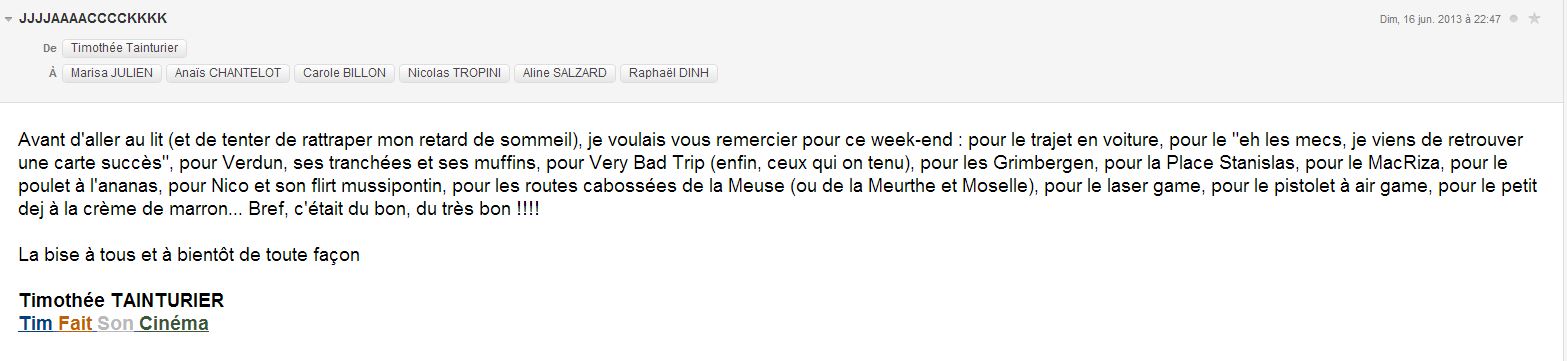 JJJJAAAACCCCKKKK
Dim, 16 jun. 2013 à 22:47
De Timothée Tainturier
À Marisa JULIEN Anaïs CHANTELOT Carole BILLON Nicolas TROPINI Aline SALZARD Raphaël DINH
Avant d'aller au lit (et de tenter de rattraper mon retard de sommeil), je voulais vous remercier pour ce week-end : pour le trajet en voiture, pour le "eh les mecs, je viens de retrouver
une carte succès", pour Verdun, ses tranchées et ses muffins, pour Very Bad Trip (enfin, ceux qui on tenu), pour les Grimbergen, pour la Place Stanislas, pour le MacRiza, pour le
poulet à l'ananas, pour Nico et son flirt mussipontin, pour les routes cabossées de la Meuse (ou de la Meurthe et Moselle), pour le laser game, pour le pistolet à air game, pour le petit
dej à la crème de marron... Bref, c'était du bon, du très bon !!!!
La bise à tous et à bientôt de toute façon
Timothée TAINTURIER
Tim Fait Son Cinéma